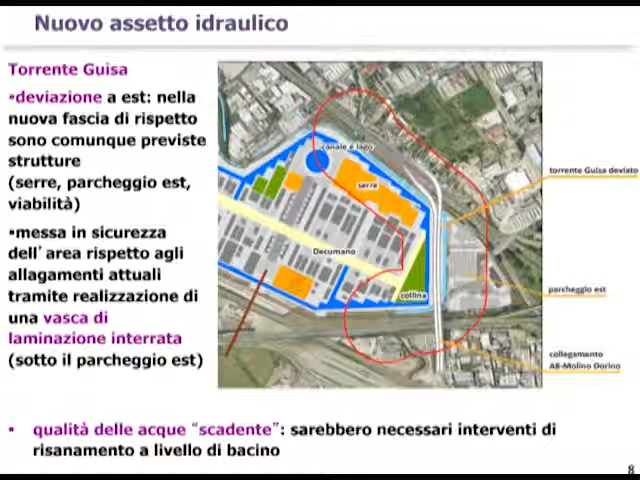 Nuovo assetto idraulico
Torrente Guisa
▪deviazione a est: nella
nuova fascia di rispetto
sono comunque previste
strutture
(serre, parcheggio est,
viabilità)
▪messa in sicurezza
dell'area rispetto agli
allagamenti attuali
tramite realizzazione di
una vasca di
laminazione interrata
(sotto il parcheggio est)
canale e lago
serre
Decumano
collina
torrente Guisa deviato
parcheggio est
collegamento
A8-Molino Dorino
▪ qualità delle acque "scadente": sarebbero necessari interventi di
risanamento a livello di bacino
8